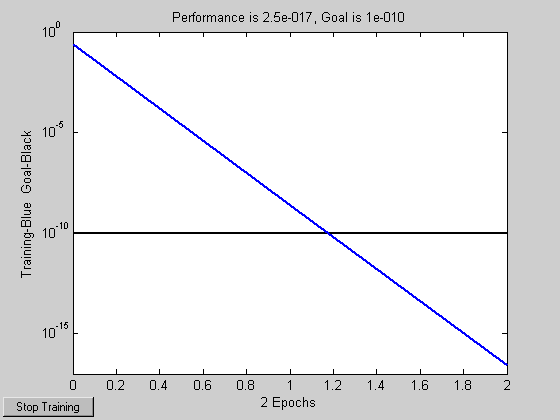 Performance is 2.5e-017, Goal is 1e-010
10^0
10^-5
10^-10
10^-15
Training-Blue Goal-Black
0 0.2 0.4 0.6 0.8 1 1.2 1.4 1.6 1.8 2
2 Epochs
Stop Training